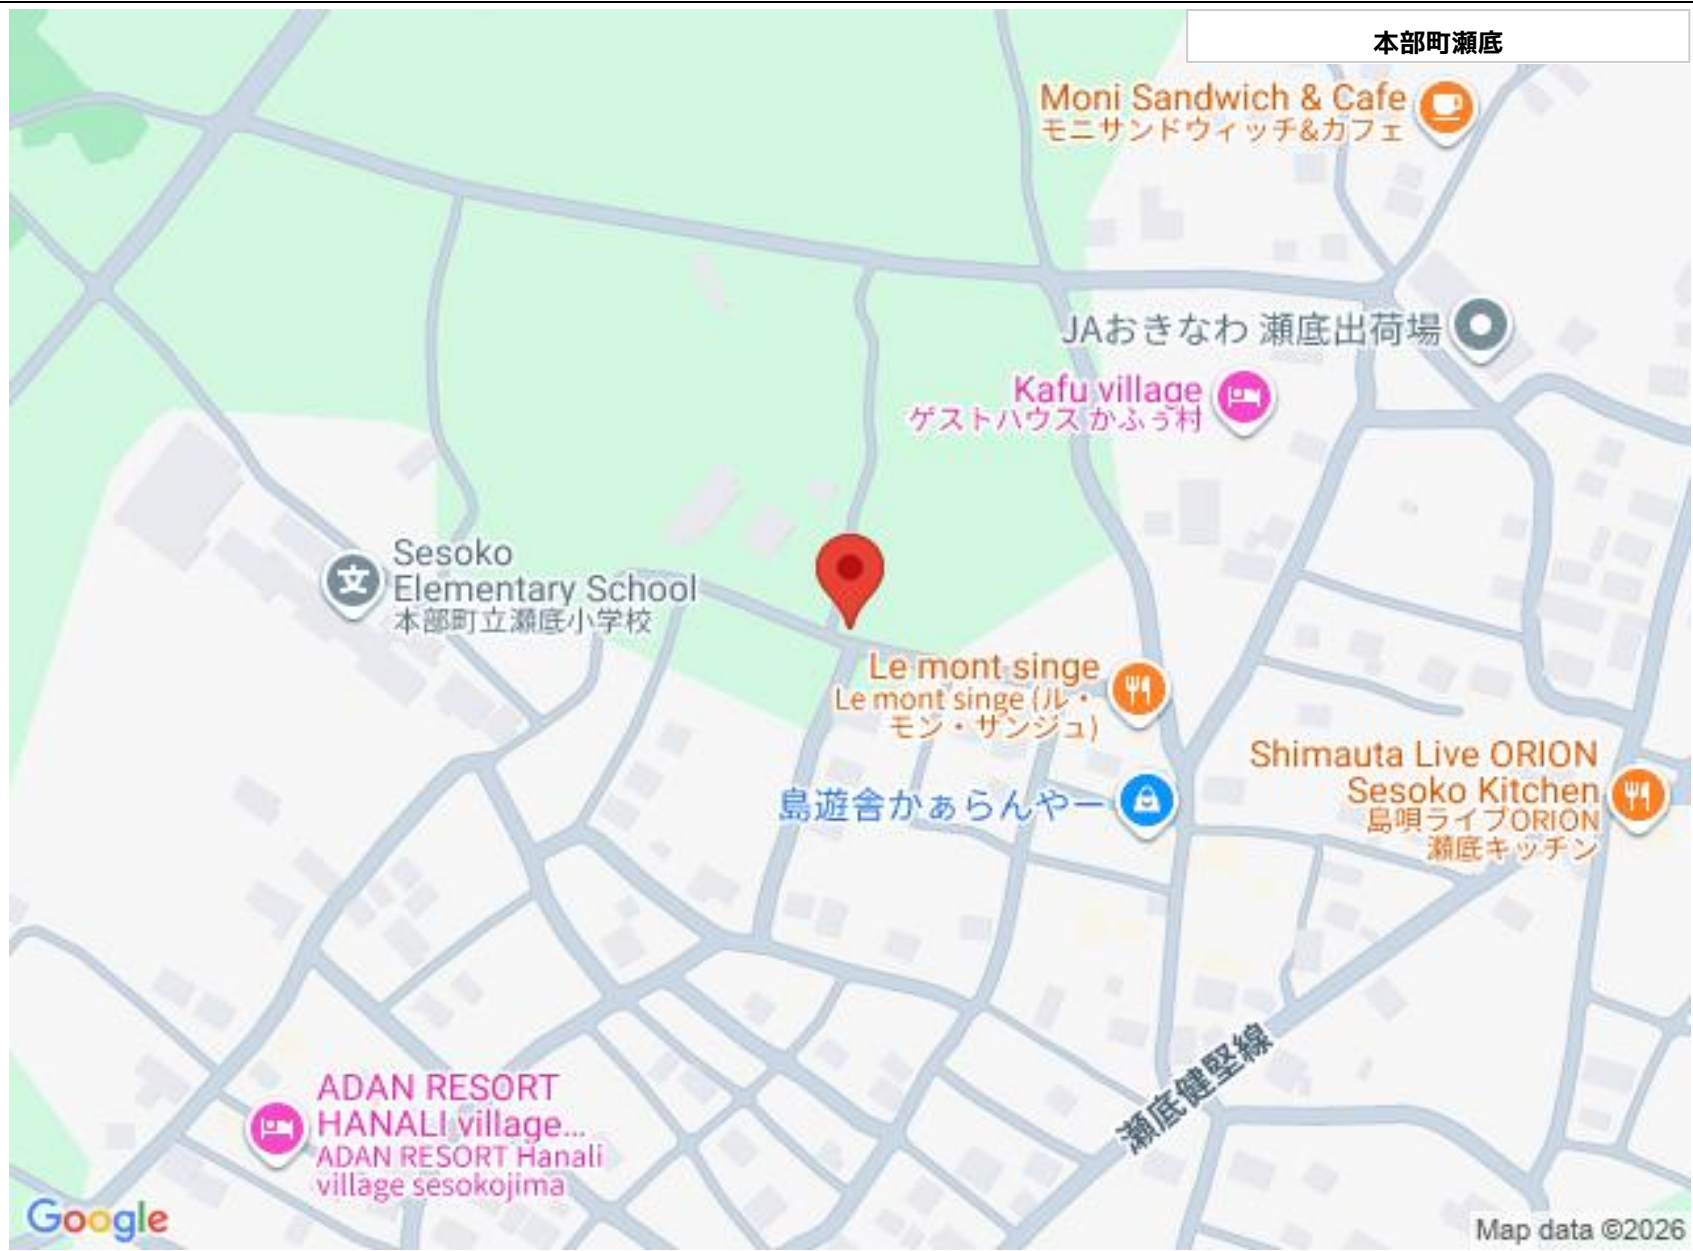 本部町瀬底
Moni Sandwich & Cafe
モニサンドウィッチ&カフェ
JAおきなわ 瀬底出荷場
Kafu village
ゲストハウス かふぅ村
Sesoko
Elementary School
本部町立瀬底小学校
文
Le mont singe
Le mont singe (ル・
モン・サンジュ)
島遊舎かぁらんやー
Shimauta Live ORION
Sesoko Kitchen
島唄ライブORION
瀬底キッチン
瀬底健堅線
ADAN RESORT
HANALI village...
ADAN RESORT Hanali
village sesokojima
Google
Map data ©2026